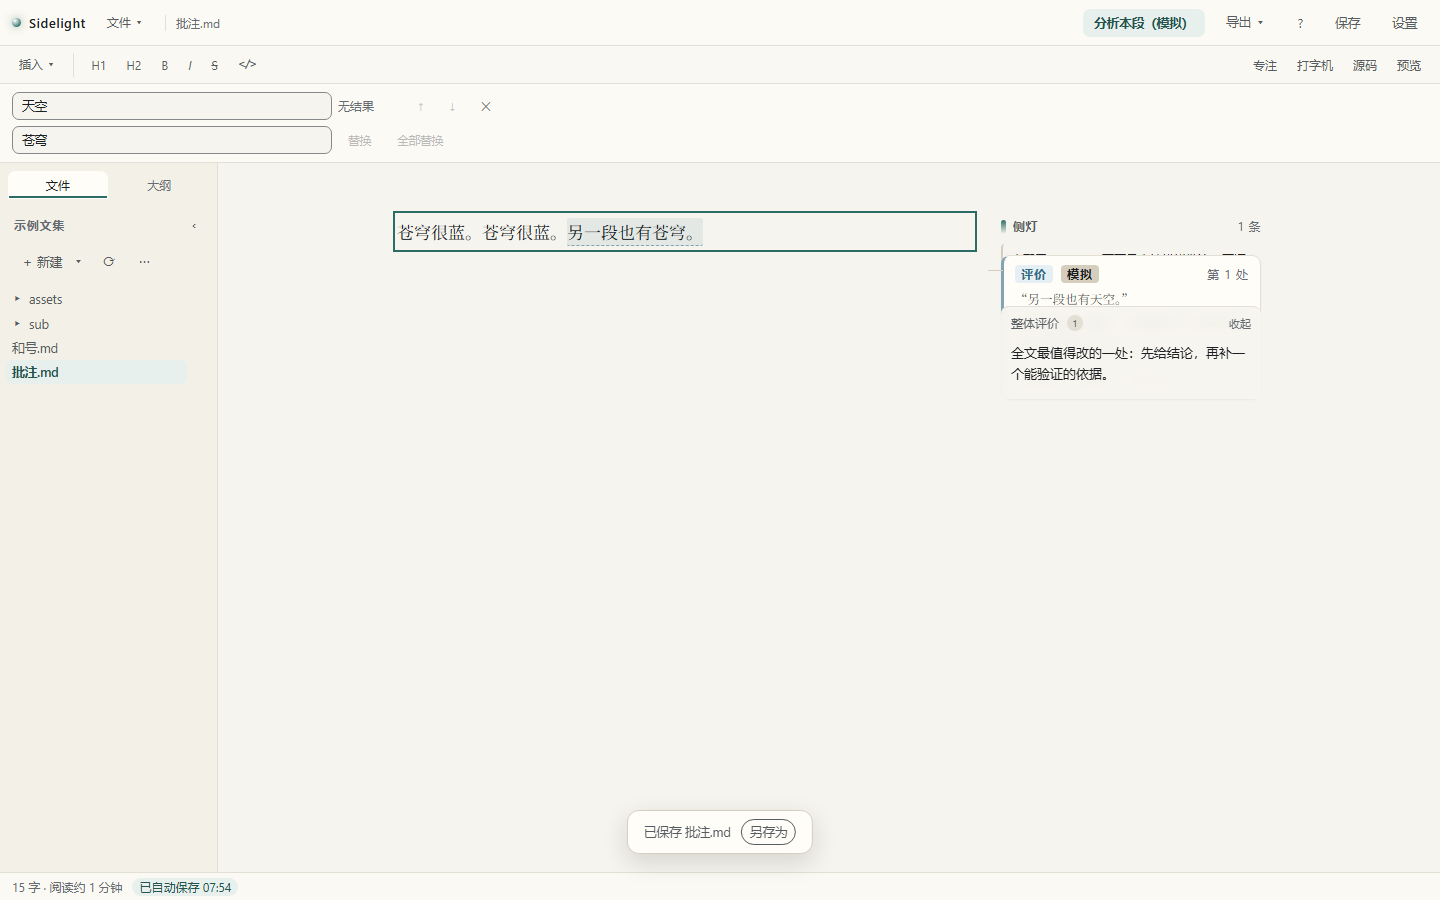 Sidelight 文件 批注.md 分析本段（模拟） 导出 ? 保存 设置
插入 H1 H2 B I S </> 专注 打字机 源码 预览
天空 无结果 ↑ ↓ ×
苍穹 替换 全部替换
文件 大纲
示例文集 ‹
+ 新建 ⟳ ···
assets
sub
和号.md
批注.md
苍穹很蓝。苍穹很蓝。另一段也有苍穹。
侧灯 1 条
评价 模拟 第 1 处
“另一段也有天空。”
整体评价 1 收起
全文最值得改的一处：先给结论，再补一
个能验证的依据。
已保存 批注.md 另存为
15 字 · 阅读约 1 分钟 已自动保存 07:54